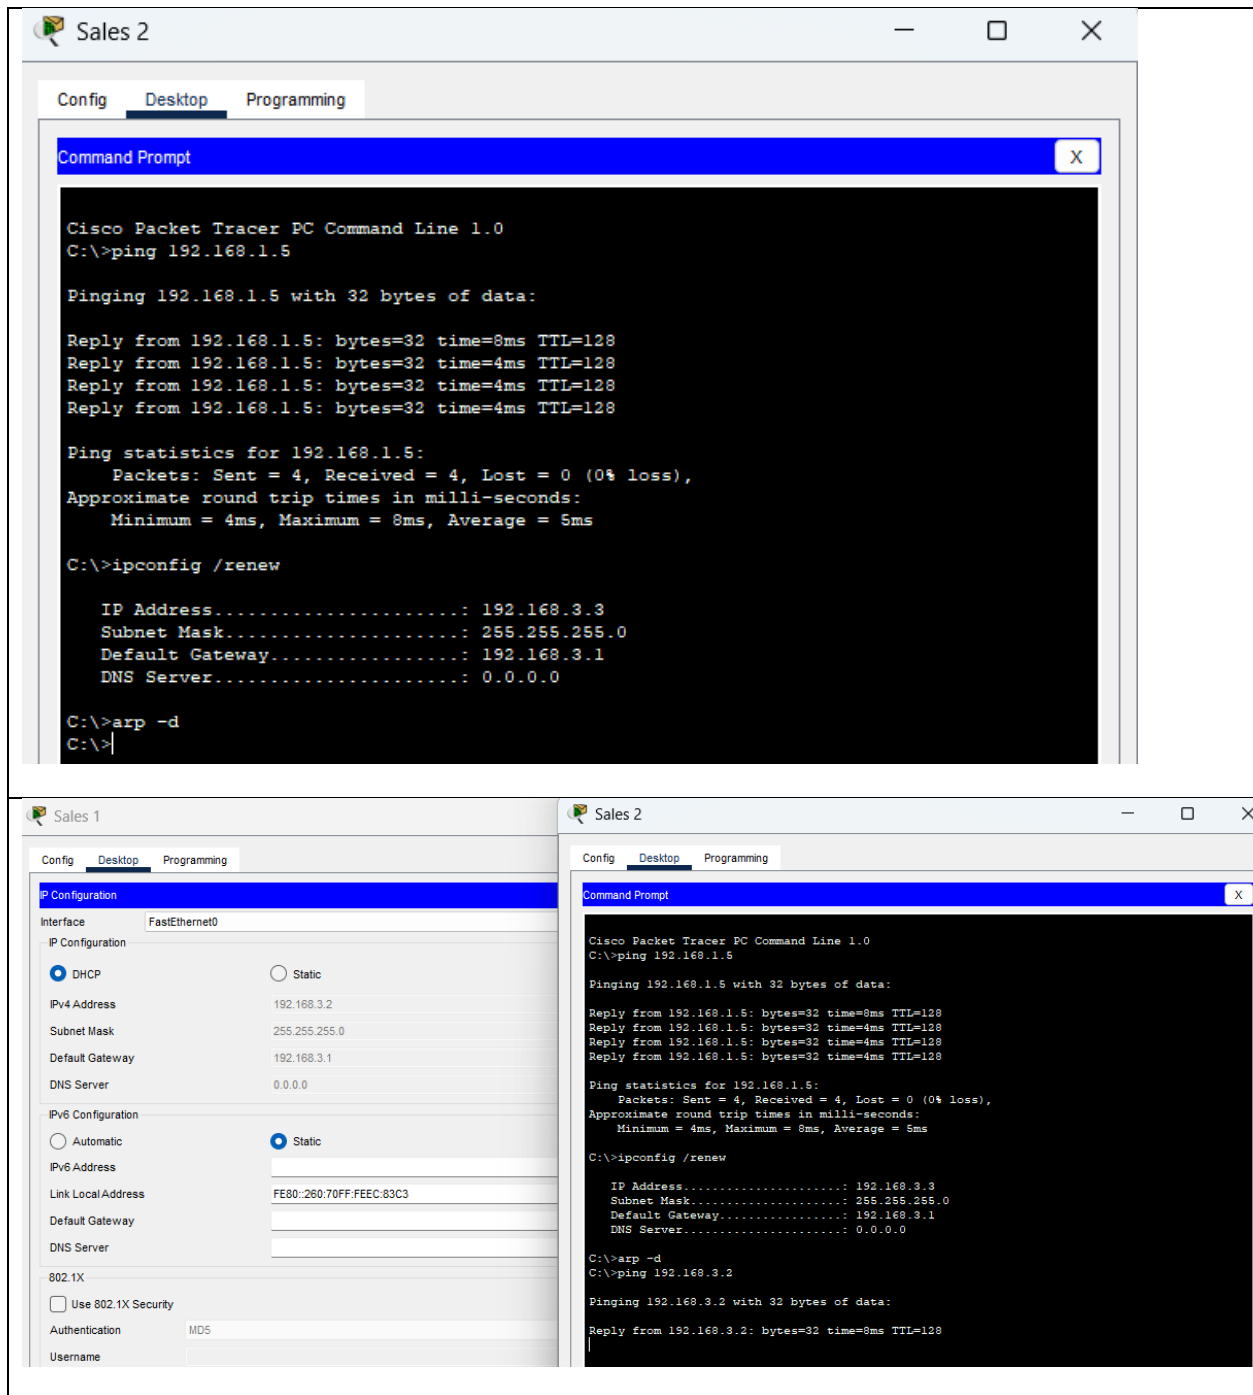 Sales 2
Config Desktop Programming
Command Prompt X
Cisco Packet Tracer PC Command Line 1.0
C:\>ping 192.168.1.5
Pinging 192.168.1.5 with 32 bytes of data:
Reply from 192.168.1.5: bytes=32 time=8ms TTL=128
Reply from 192.168.1.5: bytes=32 time=4ms TTL=128
Reply from 192.168.1.5: bytes=32 time=4ms TTL=128
Reply from 192.168.1.5: bytes=32 time=4ms TTL=128
Ping statistics for 192.168.1.5:
Packets: Sent = 4, Received = 4, Lost = 0 (0% loss),
Approximate round trip times in milli-seconds:
Minimum = 4ms, Maximum = 8ms, Average = 5ms
C:\>ipconfig /renew
IP Address......................: 192.168.3.3
Subnet Mask.....................: 255.255.255.0
Default Gateway.................: 192.168.3.1
DNS Server......................: 0.0.0.0
C:\>arp -d
C:\>
Sales 1
Config Desktop Programming
IP Configuration
Interface FastEthernet0
IP Configuration
DHCP Static
IPv4 Address 192.168.3.2
Subnet Mask 255.255.255.0
Default Gateway 192.168.3.1
DNS Server 0.0.0.0
IPv6 Configuration
Automatic Static
IPv6 Address
Link Local Address FE80::260:70FF:FEEC:83C3
Default Gateway
DNS Server
802.1X
Use 802.1X Security
Authentication MD5
Username
Sales 2
Config Desktop Programming
Command Prompt X
Cisco Packet Tracer PC Command Line 1.0
C:\>ping 192.168.1.5
Pinging 192.168.1.5 with 32 bytes of data:
Reply from 192.168.1.5: bytes=32 time=8ms TTL=128
Reply from 192.168.1.5: bytes=32 time=4ms TTL=128
Reply from 192.168.1.5: bytes=32 time=4ms TTL=128
Reply from 192.168.1.5: bytes=32 time=4ms TTL=128
Ping statistics for 192.168.1.5:
Packets: Sent = 4, Received = 4, Lost = 0 (0% loss),
Approximate round trip times in milli-seconds:
Minimum = 4ms, Maximum = 8ms, Average = 5ms
C:\>ipconfig /renew
IP Address......................: 192.168.3.3
Subnet Mask.....................: 255.255.255.0
Default Gateway.................: 192.168.3.1
DNS Server......................: 0.0.0.0
C:\>arp -d
C:\>ping 192.168.3.2
Pinging 192.168.3.2 with 32 bytes of data:
Reply from 192.168.3.2: bytes=32 time=8ms TTL=128